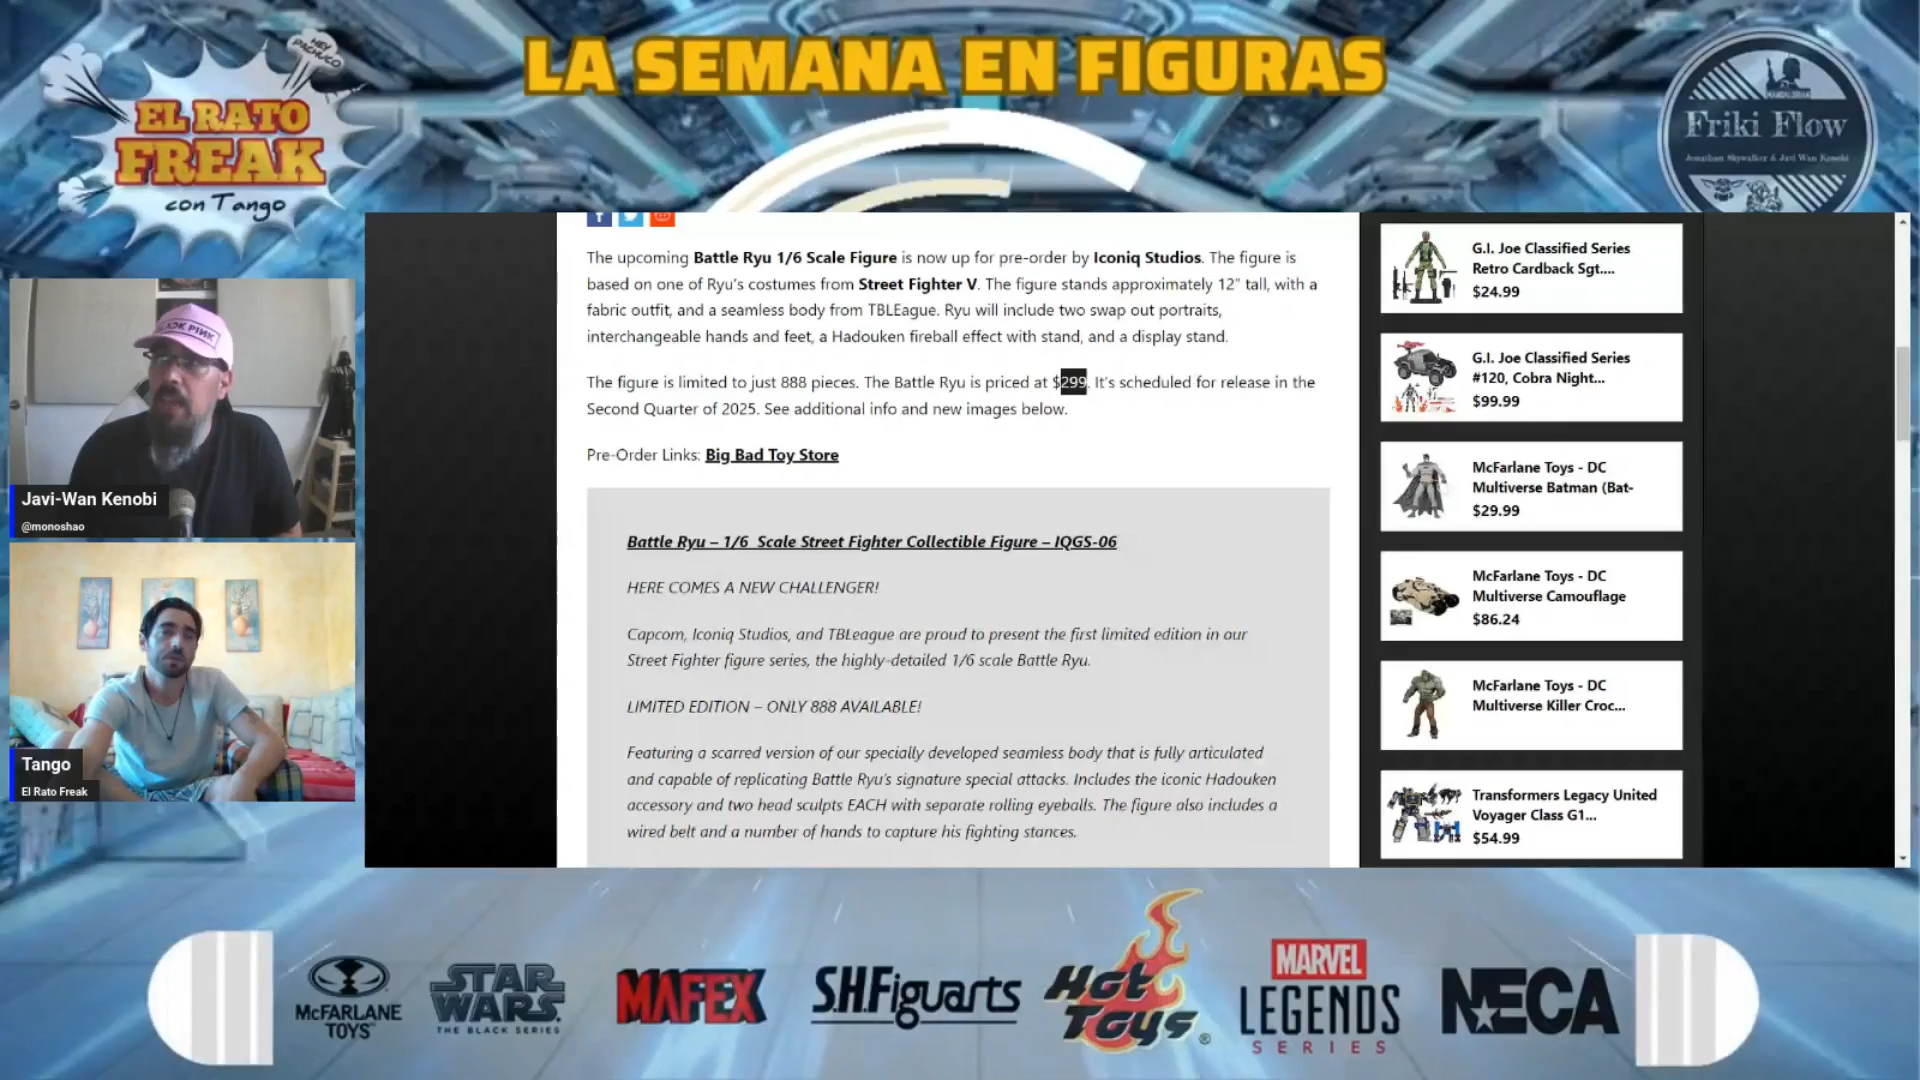 HEY PACHUCO
EL RATO
FREAK
con Tango
LA SEMANA EN FIGURAS
MANDALORIAN
Friki Flow
Jonathan Skywalker & Javi Wan Kenobi
BLACK PINK
Javi-Wan Kenobi
@monoshao
Tango
El Rato Freak
The upcoming Battle Ryu 1/6 Scale Figure is now up for pre-order by Iconiq Studios. The figure is
based on one of Ryu's costumes from Street Fighter V. The figure stands approximately 12" tall, with a
fabric outfit, and a seamless body from TBLEague. Ryu will include two swap out portraits,
interchangeable hands and feet, a Hadouken fireball effect with stand, and a display stand.
The figure is limited to just 888 pieces. The Battle Ryu is priced at $299. It's scheduled for release in the
Second Quarter of 2025. See additional info and new images below.
Pre-Order Links: Big Bad Toy Store
Battle Ryu – 1/6 Scale Street Fighter Collectible Figure – IQGS-06
HERE COMES A NEW CHALLENGER!
Capcom, Iconiq Studios, and TBLeague are proud to present the first limited edition in our
Street Fighter figure series, the highly-detailed 1/6 scale Battle Ryu.
LIMITED EDITION – ONLY 888 AVAILABLE!
Featuring a scarred version of our specially developed seamless body that is fully articulated
and capable of replicating Battle Ryu's signature special attacks. Includes the iconic Hadouken
accessory and two head sculpts EACH with separate rolling eyeballs. The figure also includes a
wired belt and a number of hands to capture his fighting stances.
G.I. Joe Classified Series
Retro Cardback Sgt....
$24.99
G.I. Joe Classified Series
#120, Cobra Night...
$99.99
McFarlane Toys - DC
Multiverse Batman (Bat-
$29.99
McFarlane Toys - DC
Multiverse Camouflage
$86.24
McFarlane Toys - DC
Multiverse Killer Croc...
Transformers Legacy United
Voyager Class G1...
$54.99
McFARLANE
TOYS™
STAR
WARS
THE BLACK SERIES
MAFEX
S.H.Figuarts
Hot
Toys®
MARVEL
LEGENDS
SERIES
NECA